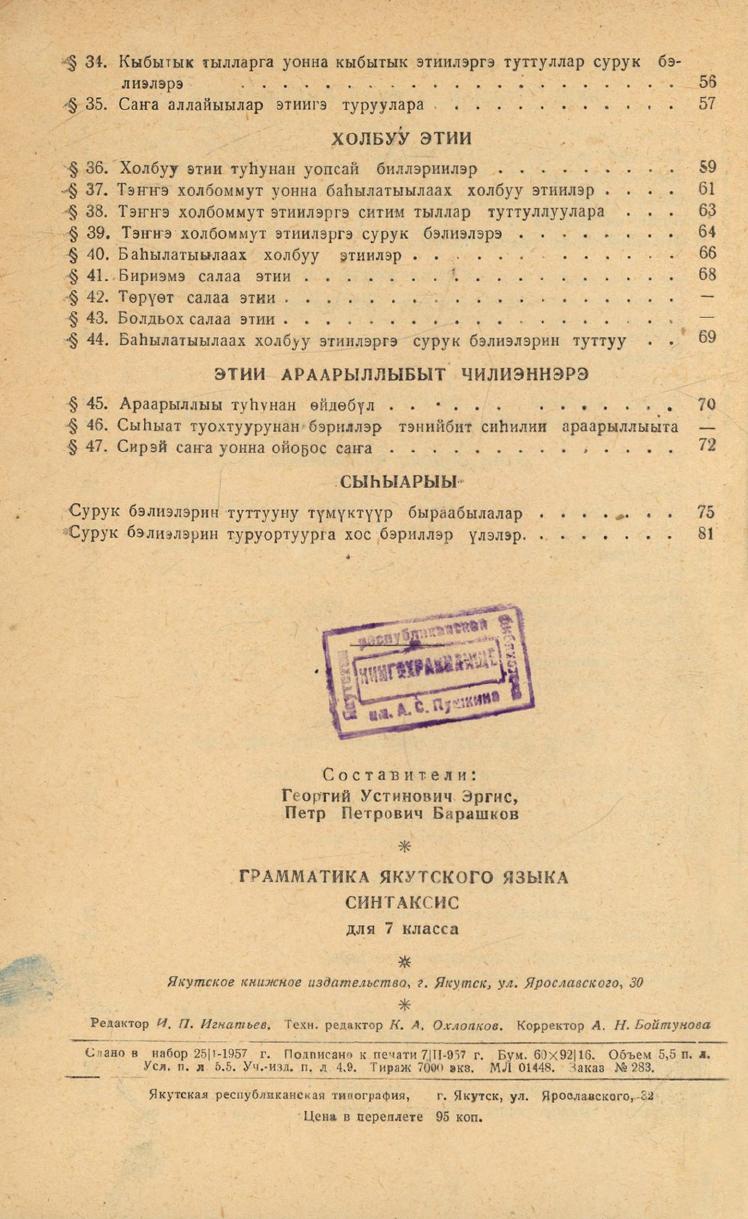 § 34. Кыбытык тылларга уонна кыбытык этиилэргэ туттуллар сурук бэ-
лиэлэрэ . . . . . . . . . . . . . . . . . . . . 56
§ 35. Саҥа аллайыылар этиигэ туруулара . . . . . . . . . . . . 57
ХОЛБУУ ЭТИИ
§ 36. Холбуу этии туһунан уопсай биллэриилэр . . . . . . . . . 59
§ 37. Тэҥҥэ холбоммут уонна баһылатыылаах холбуу этиилэр . . . . 61
§ 38. Тэҥҥэ холбоммут этиилэргэ ситим тыллар туттуллуулара . . . 63
§ 39. Тэҥҥэ холбоммут этиилэргэ сурук бэлиэлэрэ . . . . . . . . 64
§ 40. Баһылатыылаах холбуу этиилэр . . . . . . . . . . . . . 66
§ 41. Бириэмэ салаа этии . . . . . . . . . . . . . . . . . . 68
§ 42. Төрүөт салаа этии . . . . . . . . . . . . . . . . . . . —
§ 43. Болдьох салаа этии . . . . . . . . . . . . . . . . . . . —
§ 44. Баһылатыылаах холбуу этиилэргэ сурук бэлиэлэрин туттуу . . 69
ЭТИИ АРААРЫЛЛЫБЫТ ЧИЛИЭННЭРЭ
§ 45. Араарыллыы туһунан өйдөбүл . . . . . . . . . . . . . 70
§ 46. Сыһыат туохтуурунан бэриллэр тэнийбит сиһилии араарыллыыта —
§ 47. Сирэй саҥа уонна ойоҕос саҥа . . . . . . . . . . . . . . 72
СЫҺЫАРЫЫ
Сурук бэлиэлэрин туттууну түмүктүүр быраабылалар . . . . . . . 75
Сурук бэлиэлэрин туруортуурга хос бэриллэр үлэлэр. . . . . . . . 81
республиканской
КНИГОХРАНИЛИЩЕ
им. А. С. Пушкина
Составители:
Георгий Устинович Эргис,
Петр Петрович Барашков
*
ГРАММАТИКА ЯКУТСКОГО ЯЗЫКА
СИНТАКСИС
для 7 класса
*
Якутское книжное издательство, г. Якутск, ул. Ярославского, 30
*
Редактор И. П. Игнатьев. Техн. редактор К. А. Охлопков. Корректор А. Н. Бойтунова
Сдано в набор 25|I-1957 г. Подписано к печати 7|II-957 г. Бум. 60×92|16. Объем 5,5 п. л.
Усл. п. л 5.5. Уч.-изд. п. л 4.9. Тираж 7000 экз. МЛ 01448. Заказ № 283.
Якутская республиканская типография, г. Якутск, ул. Ярославского, 32
Цена в переплете 95 коп.